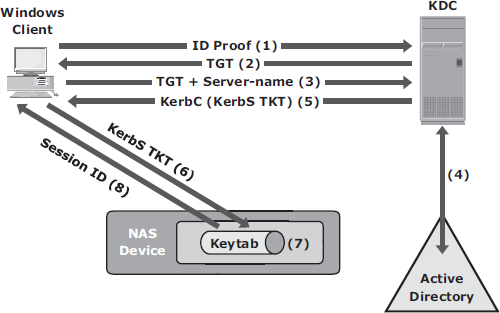 Windows
Client
KDC
ID Proof (1)
TGT (2)
TGT + Server-name (3)
KerbC (KerbS TKT) (5)
KerbS TKT (6)
Session ID (8)
(4)
NAS
Device
Keytab
(7)
Active
Directory